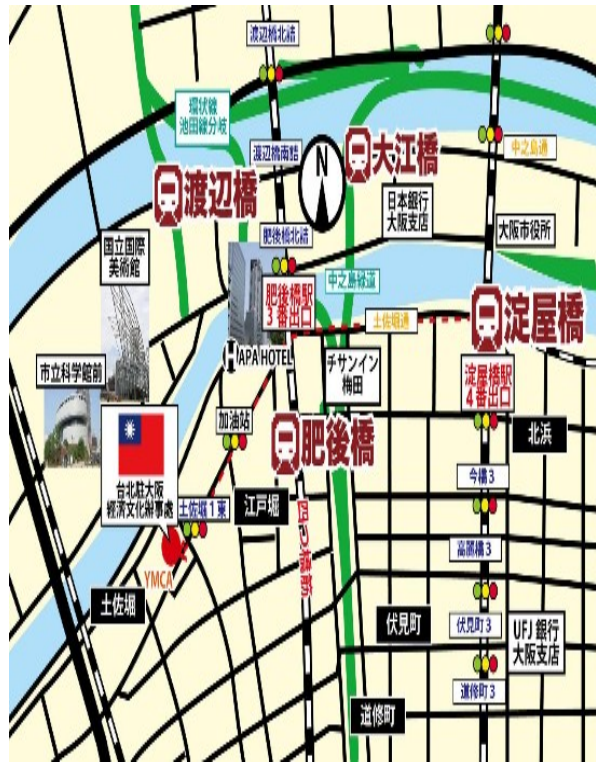 渡辺橋北詰
環状線
池田線分岐
渡辺橋南詰
N
大江橋
中之島通
渡辺橋
日本銀行
大阪支店
大阪市役所
国立国際
美術館
肥後橋北詰
肥後橋駅
3番出口
中之島緑道
土佐堀通
淀屋橋
APA HOTEL
チサンイン
梅田
淀屋橋駅
4番出口
市立科学館前
加油站
肥後橋
北浜
台北駐大阪
經濟文化辦事處
土佐堀1東
江戸堀
今橋3
高麗橋3
YMCA
四つ橋筋
土佐堀
伏見町
伏見町3
UFJ銀行
大阪支店
道修町3
道修町